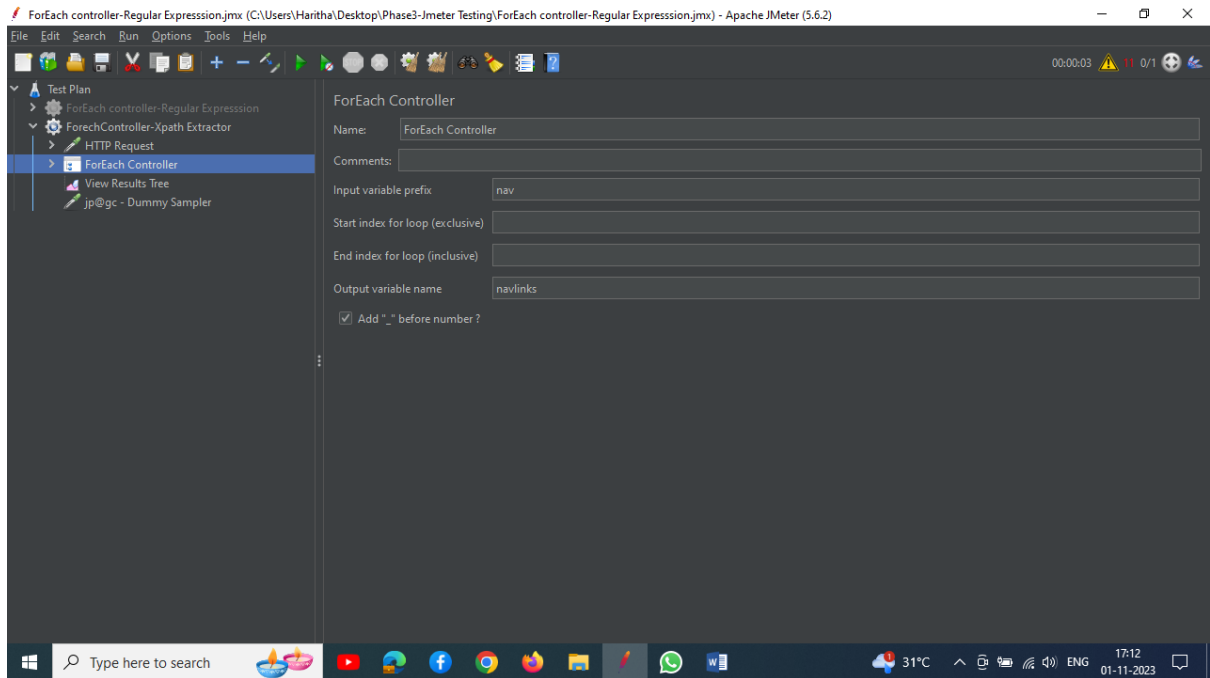 ForEach controller-Regular Expresssion.jmx (C:\Users\Haritha\Desktop\Phase3-Jmeter Testing\ForEach controller-Regular Expresssion.jmx) - Apache JMeter (5.6.2)
File Edit Search Run Options Tools Help
00:00:03 11 0/1
Test Plan
ForEach controller-Regular Expresssion
ForechController-Xpath Extractor
HTTP Request
ForEach Controller
View Results Tree
jp@gc - Dummy Sampler
ForEach Controller
Name: ForEach Controller
Comments:
Input variable prefix nav
Start index for loop (exclusive)
End index for loop (inclusive)
Output variable name navlinks
Add "_" before number ?
Type here to search
1 31°C ENG 17:12
01-11-2023